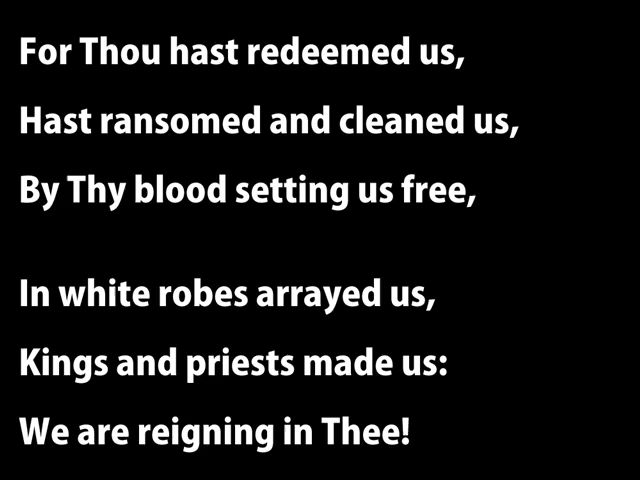 For Thou hast redeemed us,
Hast ransomed and cleaned us,
By Thy blood setting us free,
In white robes arrayed us,
Kings and priests made us:
We are reigning in Thee!